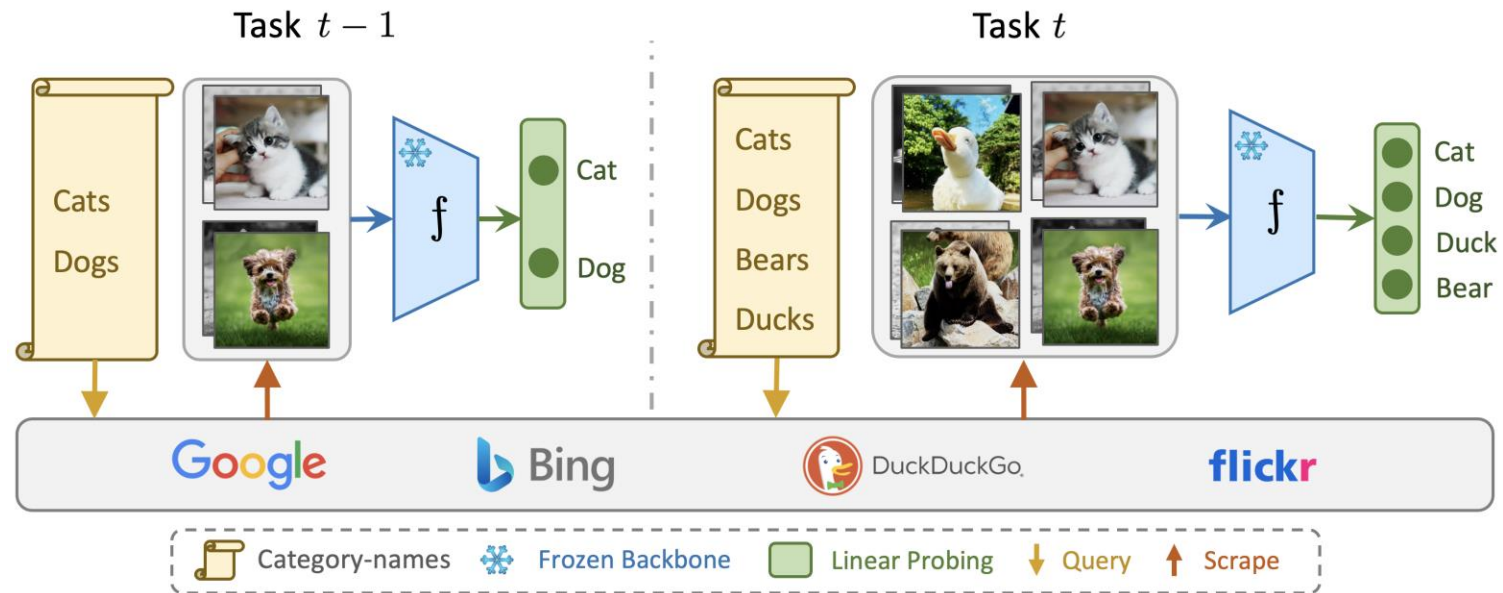 Task t − 1
Task t
Cats
Dogs
f
Cat
Dog
Cats
Dogs
Bears
Ducks
f
Cat
Dog
Duck
Bear
Google
Bing
DuckDuckGo.
flickr
Category-names
Frozen Backbone
Linear Probing
Query
Scrape